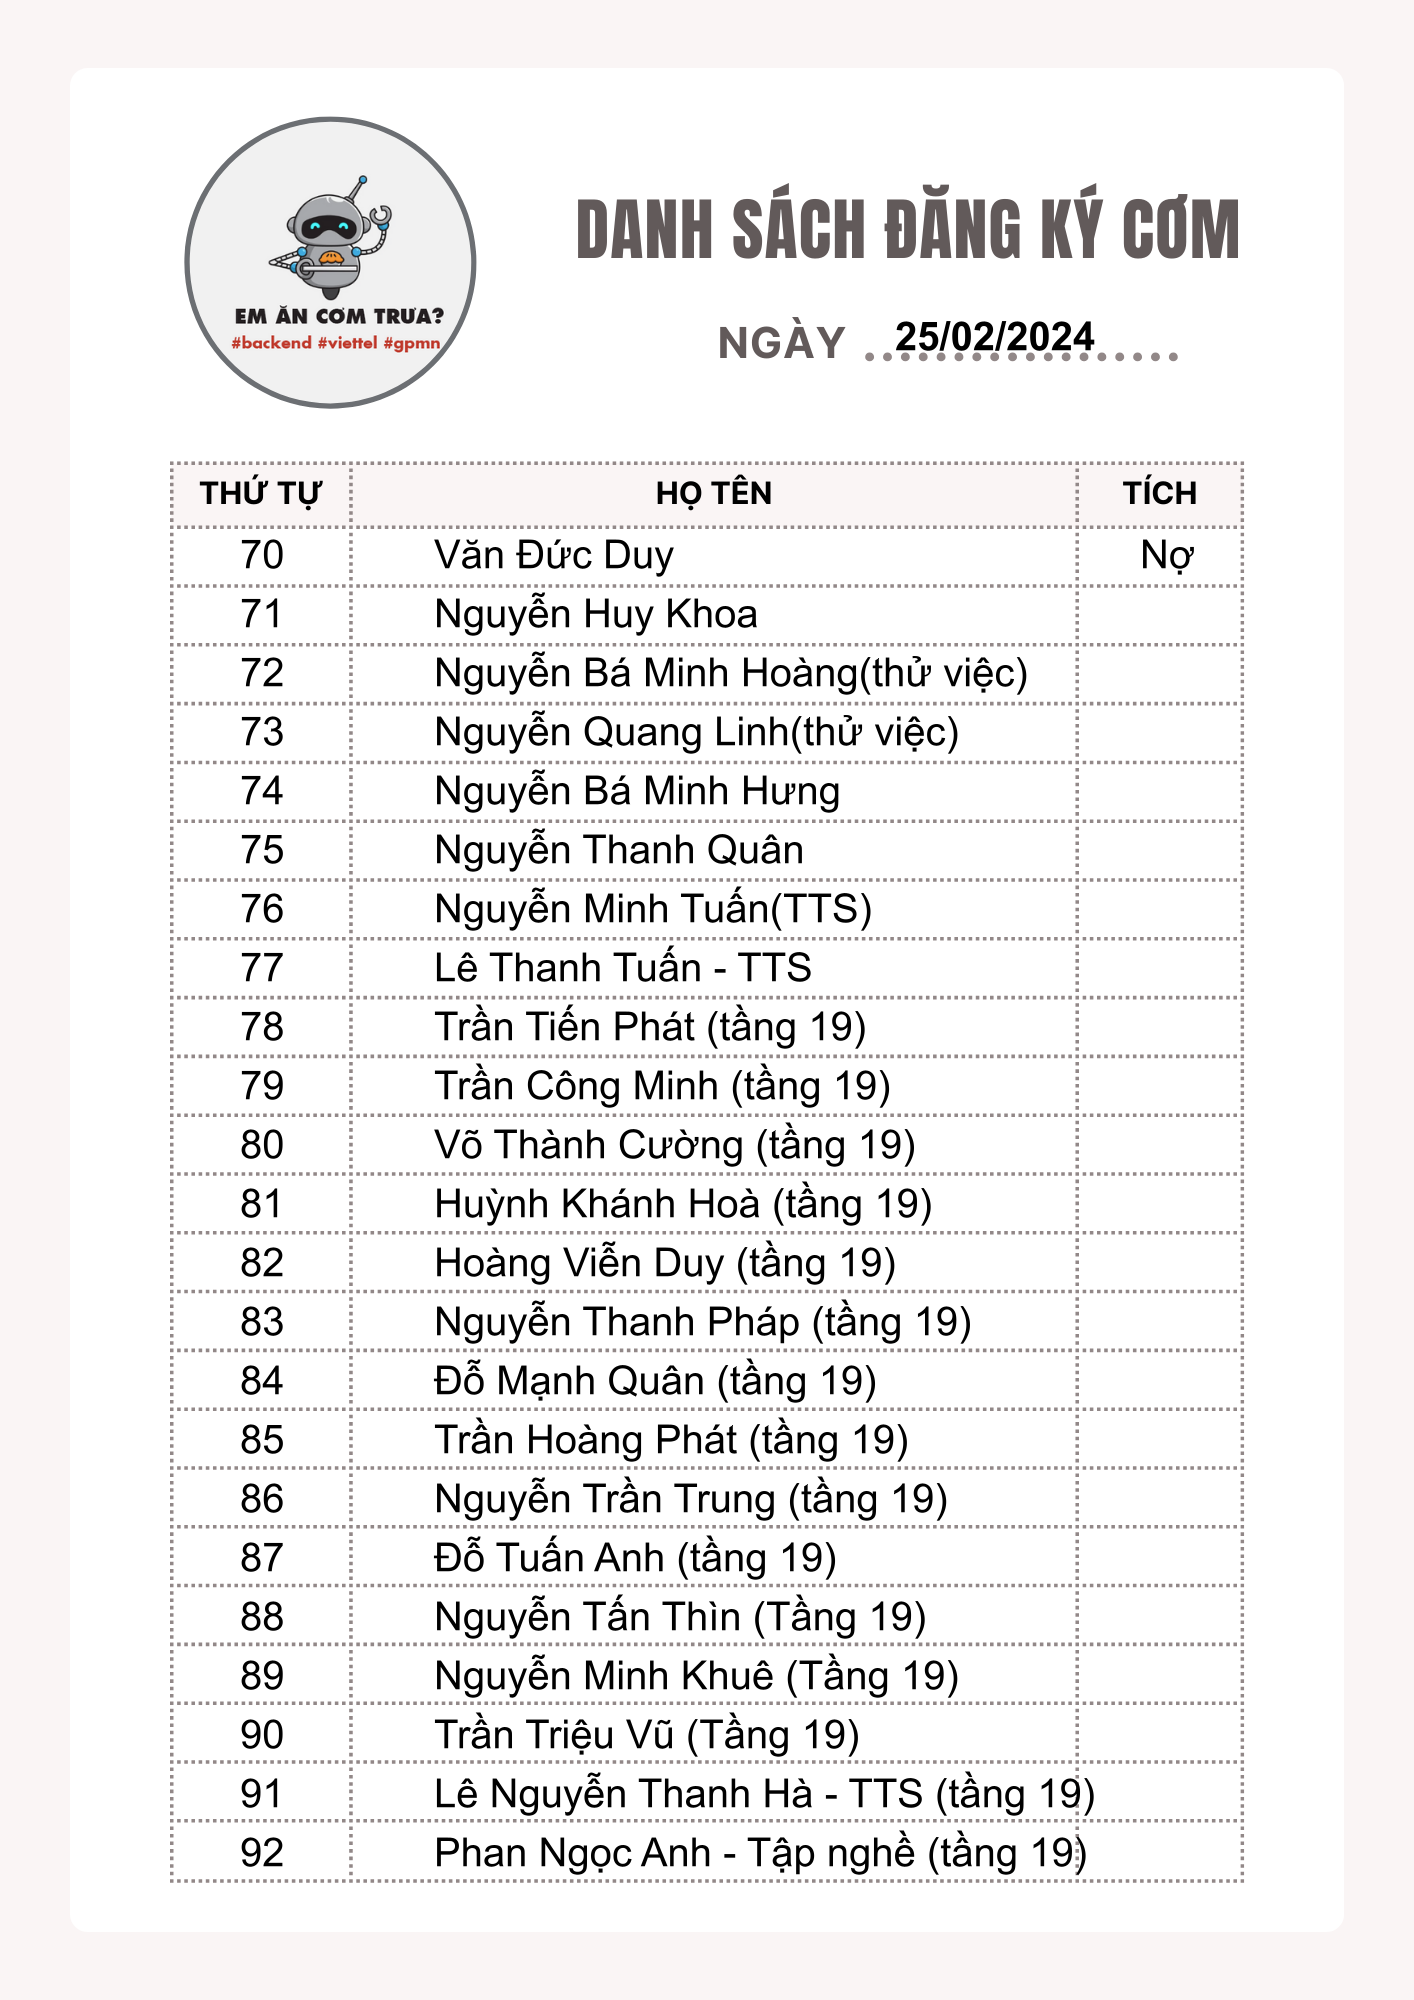 EM ĂN CƠM TRƯA?
#backend #viettel #gpmn
DANH SÁCH ĐĂNG KÝ CƠM
NGÀY 25/02/2024
THỨ TỰ HỌ TÊN TÍCH
70 Văn Đức Duy Nợ
71 Nguyễn Huy Khoa
72 Nguyễn Bá Minh Hoàng(thử việc)
73 Nguyễn Quang Linh(thử việc)
74 Nguyễn Bá Minh Hưng
75 Nguyễn Thanh Quân
76 Nguyễn Minh Tuấn(TTS)
77 Lê Thanh Tuấn - TTS
78 Trần Tiến Phát (tầng 19)
79 Trần Công Minh (tầng 19)
80 Võ Thành Cường (tầng 19)
81 Huỳnh Khánh Hoà (tầng 19)
82 Hoàng Viễn Duy (tầng 19)
83 Nguyễn Thanh Pháp (tầng 19)
84 Đỗ Mạnh Quân (tầng 19)
85 Trần Hoàng Phát (tầng 19)
86 Nguyễn Trần Trung (tầng 19)
87 Đỗ Tuấn Anh (tầng 19)
88 Nguyễn Tấn Thìn (Tầng 19)
89 Nguyễn Minh Khuê (Tầng 19)
90 Trần Triệu Vũ (Tầng 19)
91 Lê Nguyễn Thanh Hà - TTS (tầng 19)
92 Phan Ngọc Anh - Tập nghề (tầng 19)